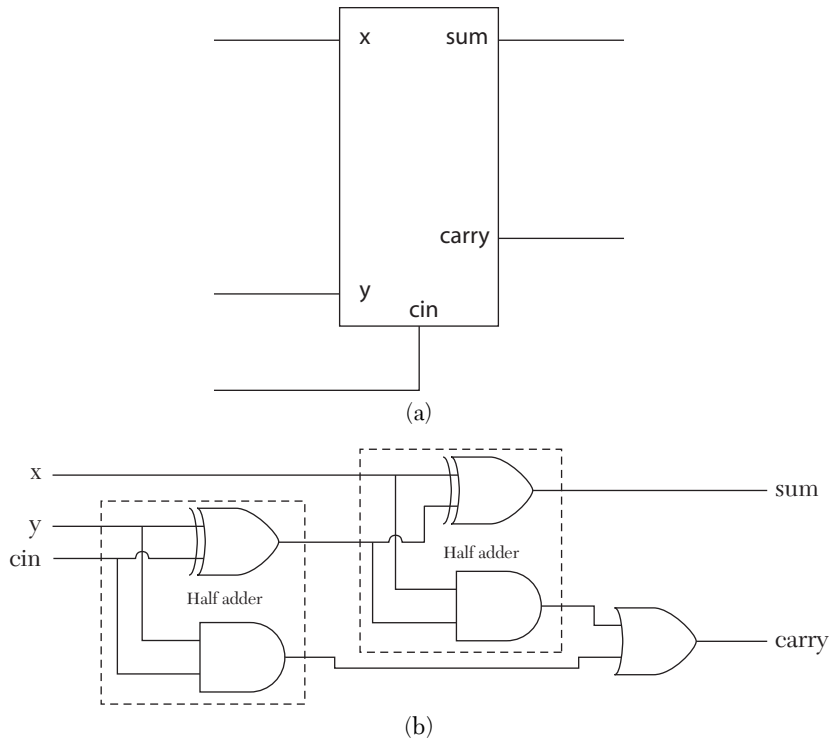 x
sum
carry
y
cin
(a)
x
sum
y
cin
Half adder
Half adder
carry
(b)